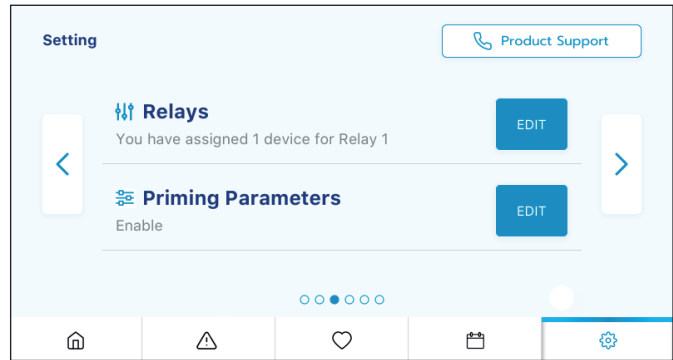 Setting
Product Support
Relays
You have assigned 1 device for Relay 1
EDIT
Priming Parameters
Enable
EDIT